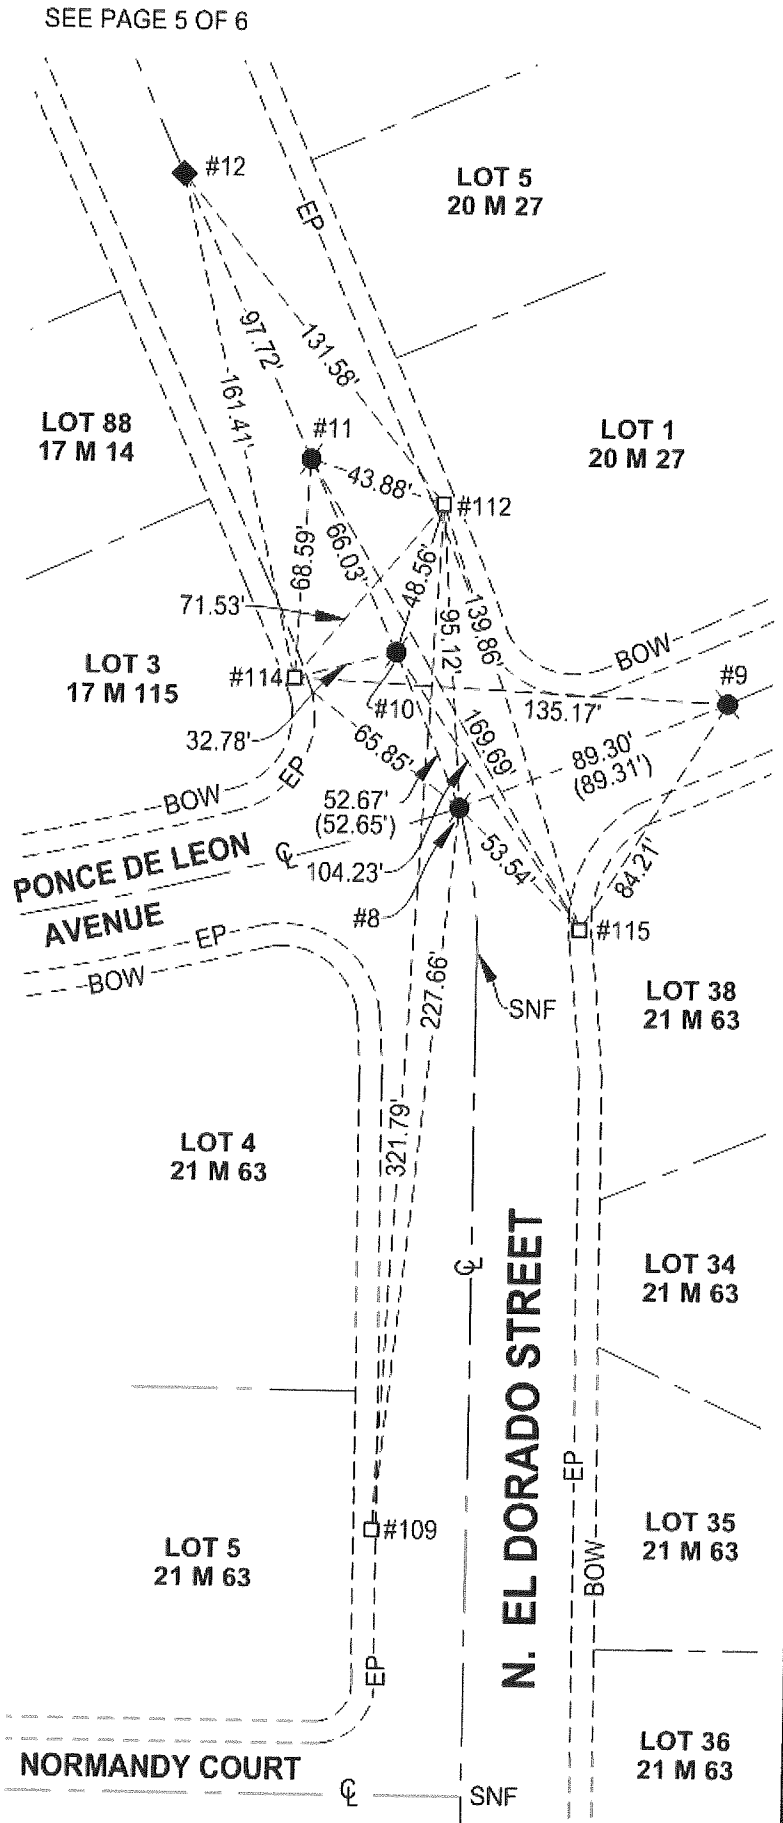 SEE PAGE 5 OF 6
#12
LOT 5
20 M 27
EP
97.72'
131.58'
161.41'
LOT 88
17 M 14
#11
LOT 1
20 M 27
43.88'
#112
68.59'
66.03'
48.56'
71.53'
95.12'
139.86'
LOT 3
17 M 115
#114
BOW
#9
#10
135.17'
32.78'
65.85'
169.69'
89.30'
(89.31')
EP
BOW
52.67'
(52.65')
PONCE DE LEON
AVENUE
℄
104.23'
53.54'
84.21'
#8
#115
EP
BOW
227.66'
SNF
LOT 38
21 M 63
321.79'
LOT 4
21 M 63
℄
N. EL DORADO STREET
LOT 34
21 M 63
EP
#109
LOT 5
21 M 63
LOT 35
21 M 63
BOW
EP
NORMANDY COURT
℄
SNF
LOT 36
21 M 63